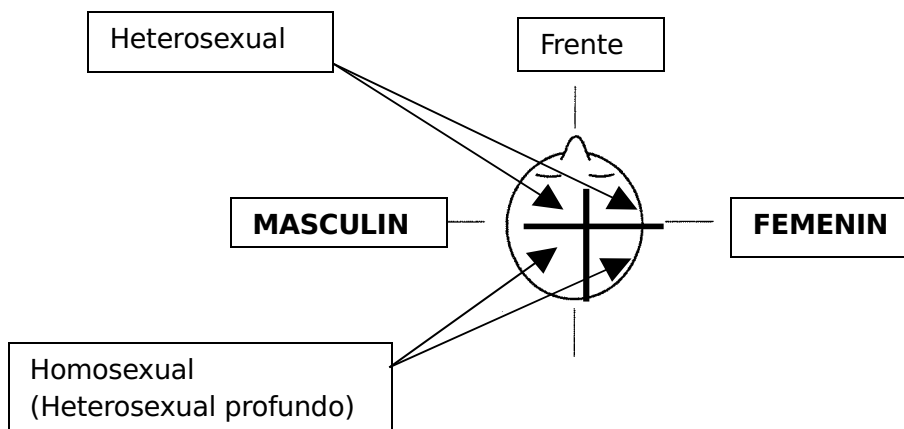 Heterosexual
Frente
MASCULIN
FEMENIN
Homosexual
(Heterosexual profundo)